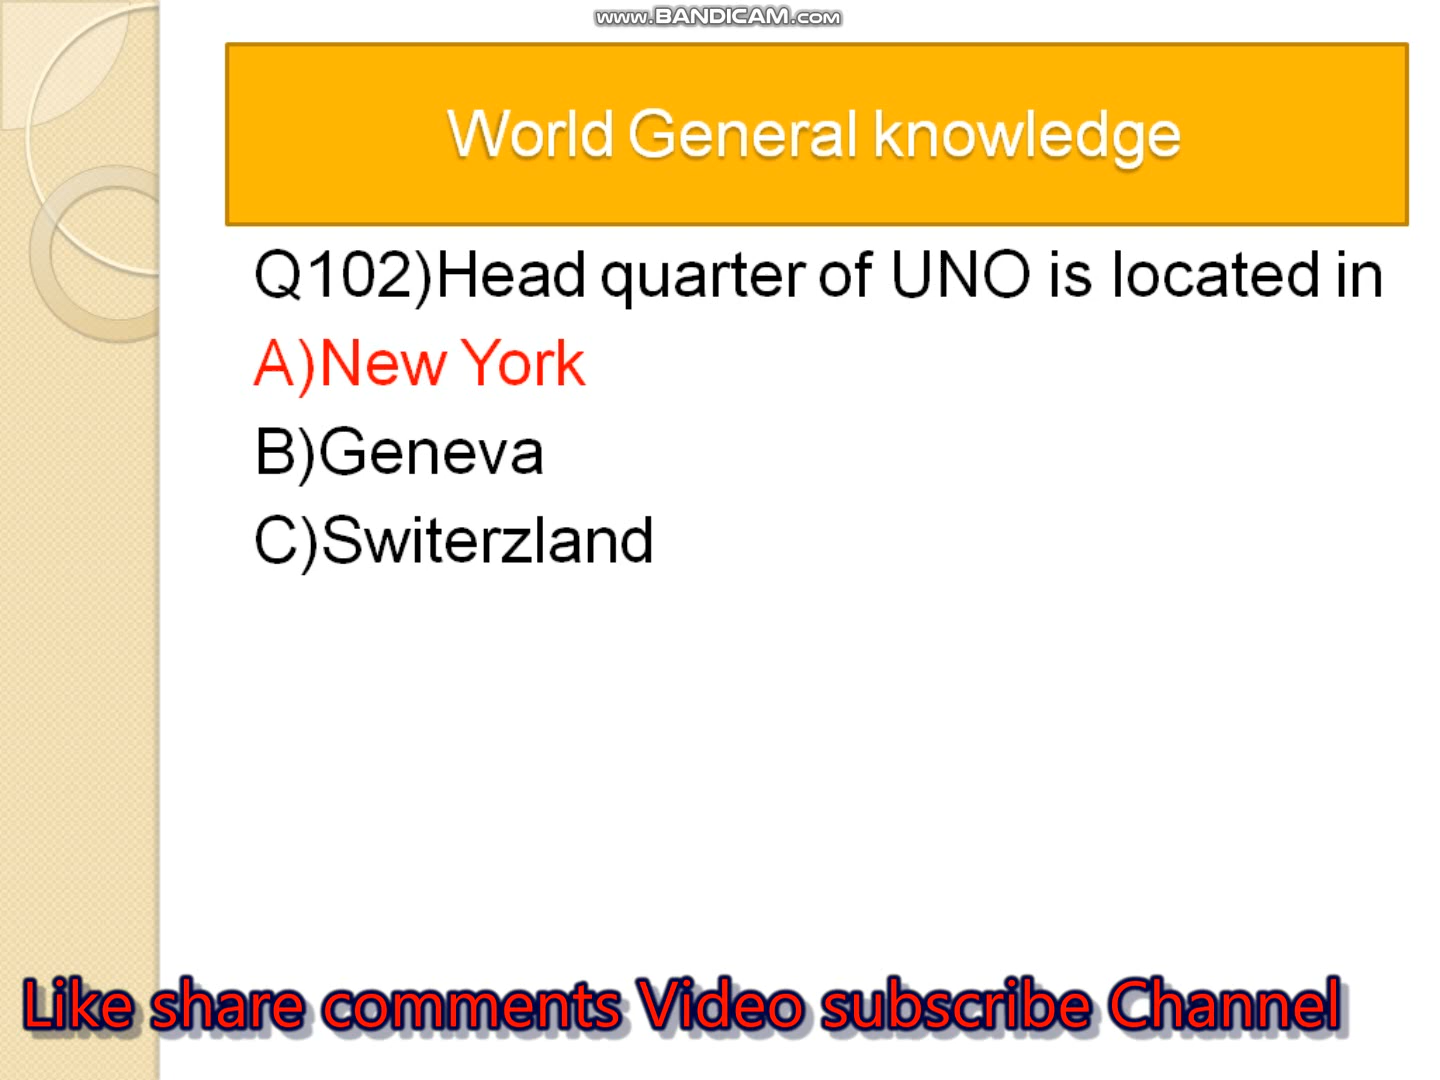 www.BANDICAM.com
World General knowledge
Q102)Head quarter of UNO is located in
A)New York
B)Geneva
C)Switerzland
Like share comments Video subscribe Channel